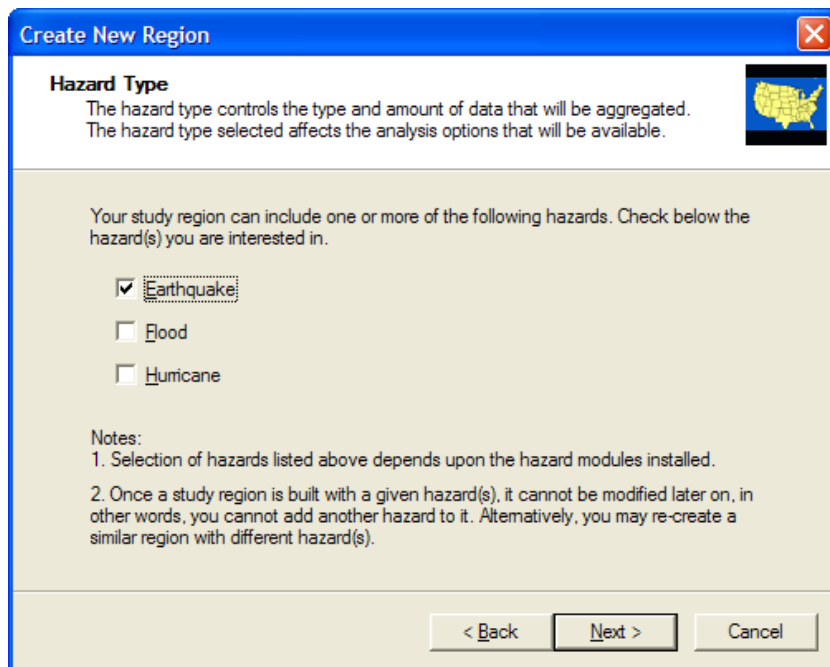 Create New Region
Hazard Type
The hazard type controls the type and amount of data that will be aggregated.
The hazard type selected affects the analysis options that will be available.
Your study region can include one or more of the following hazards. Check below the
hazard(s) you are interested in.
Earthquake
Flood
Hurricane
Notes:
1. Selection of hazards listed above depends upon the hazard modules installed.
2. Once a study region is built with a given hazard(s), it cannot be modified later on, in
other words, you cannot add another hazard to it. Alternatively, you may re-create a
similar region with different hazard(s).
< Back Next > Cancel